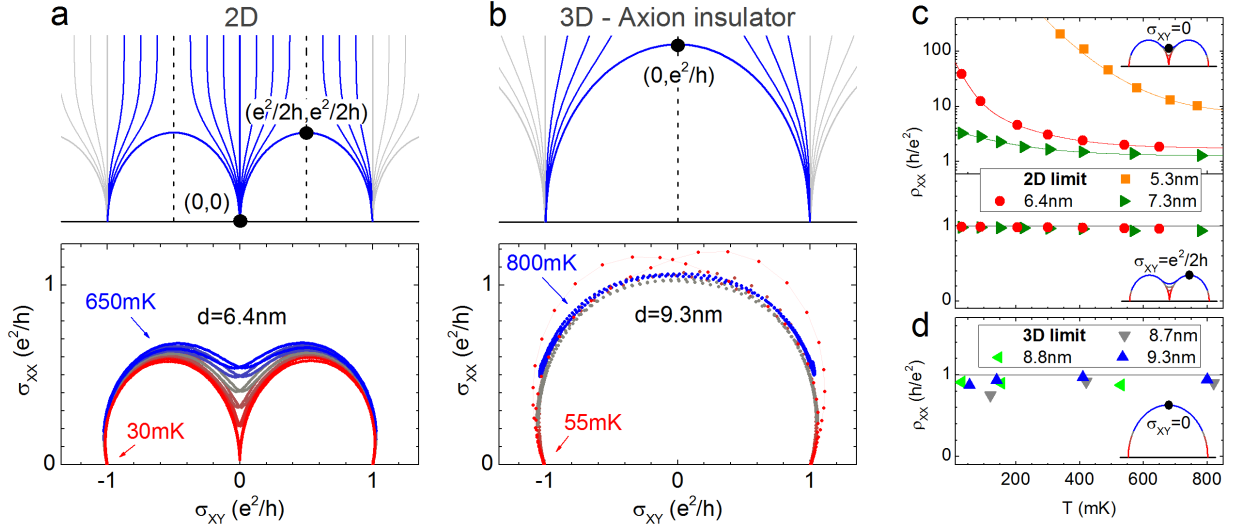 a
2D
(e²/2h,e²/2h)
(0,0)
1
0
σXX (e²/h)
650mK
d=6.4nm
30mK
-1
0
1
σXY (e²/h)
b
3D - Axion insulator
(0,e²/h)
1
0
σXX (e²/h)
800mK
d=9.3nm
55mK
-1
0
1
σXY (e²/h)
c
100
10
1
ρXX (h/e²)
σXY=0
2D limit
5.3nm
6.4nm
7.3nm
1
0
σXY=e²/2h
d
3D limit
8.7nm
8.8nm
9.3nm
1
0
ρXX (h/e²)
σXY=0
200
400
600
800
T (mK)